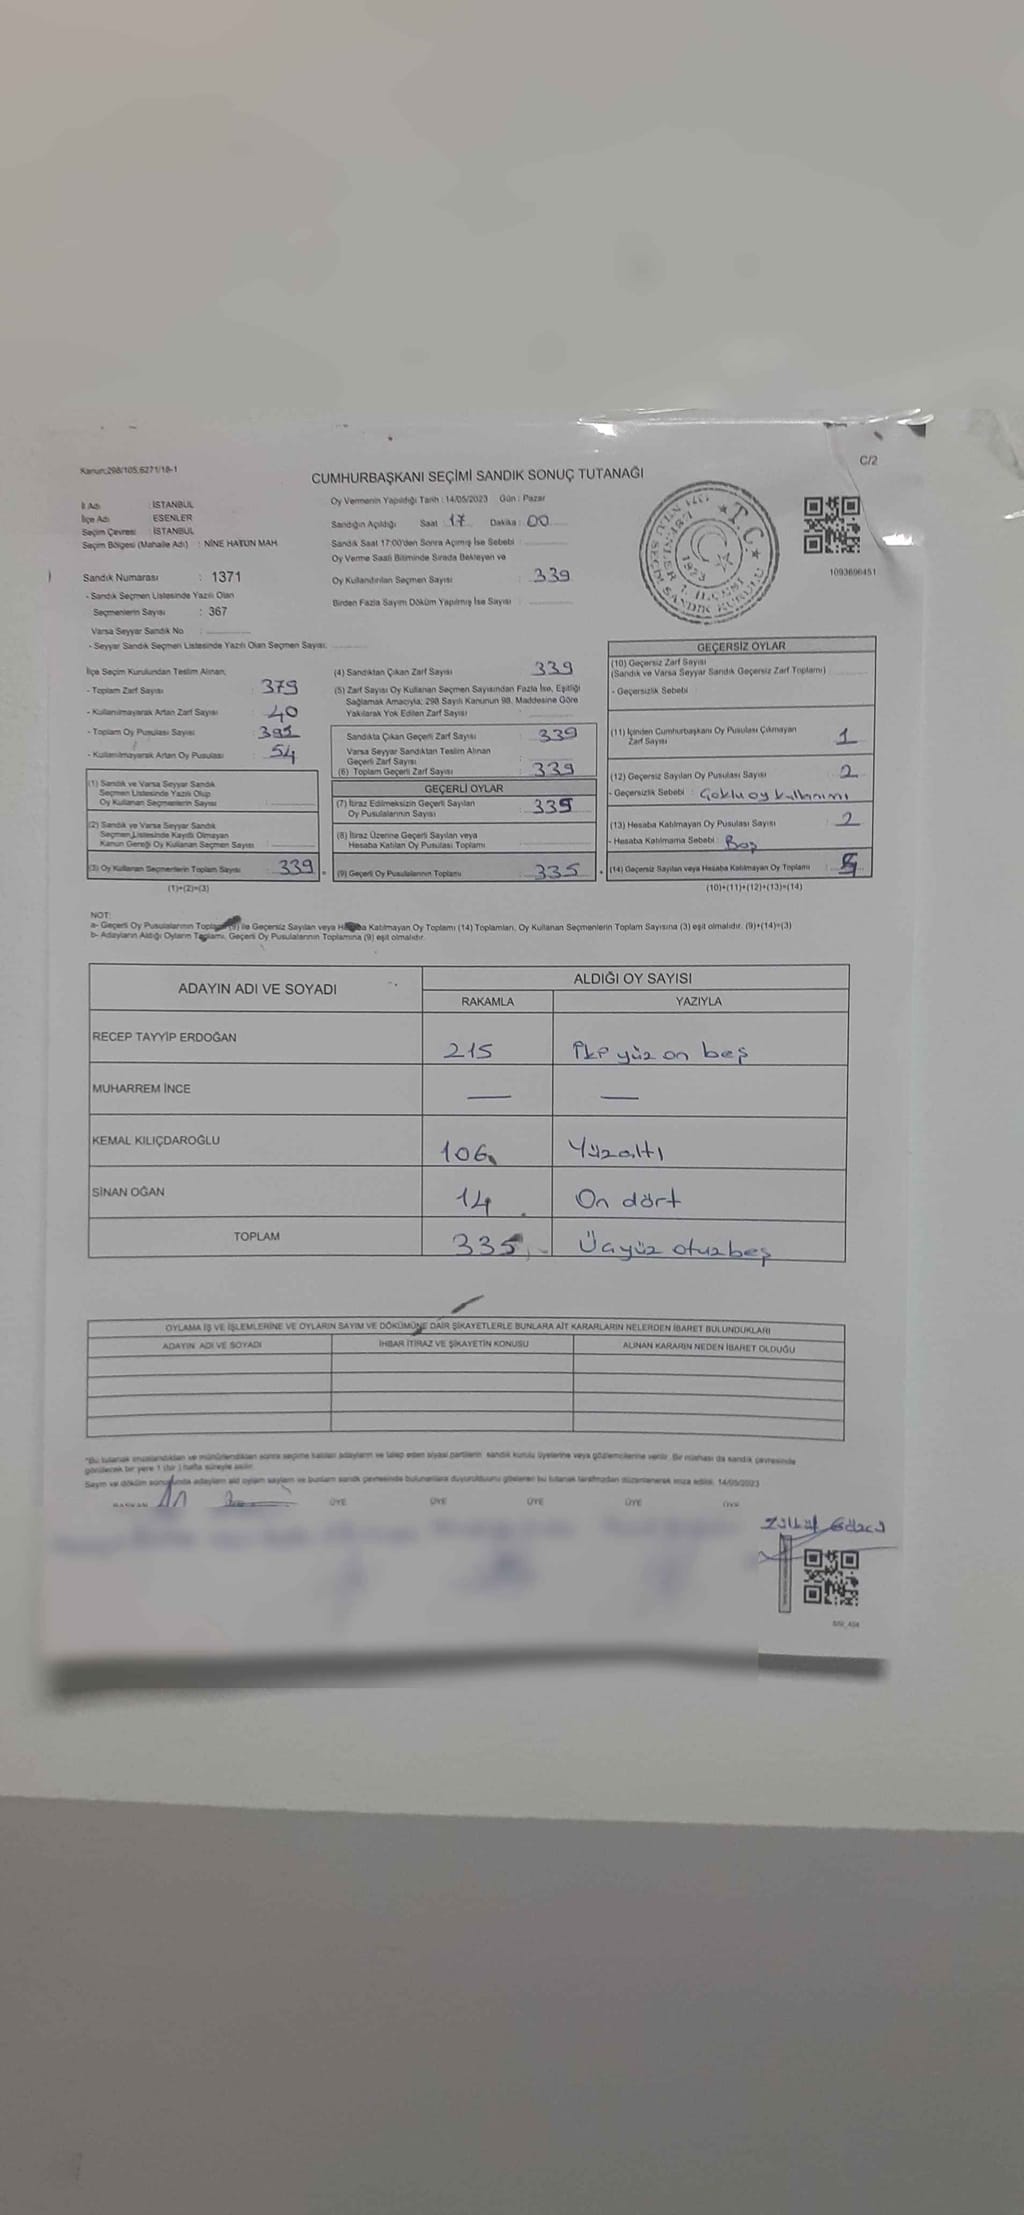 Kanun:298/105,6271/18-1
C/2
CUMHURBAŞKANI SEÇİMİ SANDIK SONUÇ TUTANAĞI
İl Adı : İSTANBUL
İlçe Adı : ESENLER
Seçim Çevresi : İSTANBUL
Seçim Bölgesi (Mahalle Adı) : NİNE HATUN MAH.
Sandık Numarası : 1371
- Sandık Seçmen Listesinde Yazılı Olan
Seçmenlerin Sayısı : 367
Varsa Seyyar Sandık No :
- Seyyar Sandık Seçmen Listesinde Yazılı Olan Seçmen Sayısı:
Oy Vermenin Yapıldığı Tarih : 14/05/2023 Gün : Pazar
Sandığın Açıldığı Saat : 17 Dakika : 00
Sandık Saat 17:00'den Sonra Açılmış İse Sebebi :
Oy Verme Saati Bitiminde Sırada Bekleyen ve
Oy Kullandırılan Seçmen Sayısı : 339
Birden Fazla Sayım Döküm Yapılmış İse Sayısı :
T.C.
1093696451
İlçe Seçim Kurulundan Teslim Alınan;
- Toplam Zarf Sayısı : 379
- Kullanılmayarak Artan Zarf Sayısı : 40
- Toplam Oy Pusulası Sayısı : 391
- Kullanılmayarak Artan Oy Pusulası : 54
(1) Sandık ve Varsa Seyyar Sandık
Seçmen Listesinde Yazılı Olup
Oy Kullanan Seçmenlerin Sayısı :
(2) Sandık ve Varsa Seyyar Sandık
Seçmen Listesinde Kayıtlı Olmayan
Kanun Gereği Oy Kullanan Seçmen Sayısı :
(3) Oy Kullanan Seçmenlerin Toplam Sayısı : 339
(1)+(2)=(3)
(4) Sandıktan Çıkan Zarf Sayısı : 339
(5) Zarf Sayısı Oy Kullanan Seçmen Sayısından Fazla İse, Eşitliği
Sağlamak Amacıyla; 298 Sayılı Kanunun 98. Maddesine Göre
Yakılarak Yok Edilen Zarf Sayısı :
Sandıkta Çıkan Geçerli Zarf Sayısı : 339
Varsa Seyyar Sandıktan Teslim Alınan
Geçerli Zarf Sayısı :
(6) Toplam Geçerli Zarf Sayısı : 339
GEÇERLİ OYLAR
(7) İtiraz Edilmeksizin Geçerli Sayılan
Oy Pusulalarının Sayısı : 335
(8) İtiraz Üzerine Geçerli Sayılan veya
Hesaba Katılan Oy Pusulası Toplamı :
(9) Geçerli Oy Pusulalarının Toplamı : 335
GEÇERSİZ OYLAR
(10) Geçersiz Zarf Sayısı
(Sandık ve Varsa Seyyar Sandık Geçersiz Zarf Toplamı)
- Geçersizlik Sebebi
(11) İçinden Cumhurbaşkanı Oy Pusulası Çıkmayan
Zarf Sayısı : 1
(12) Geçersiz Sayılan Oy Pusulası Sayısı : 2
- Geçersizlik Sebebi : Çoklu oy kullanımı
(13) Hesaba Katılmayan Oy Pusulası Sayısı : 2
- Hesaba Katılmama Sebebi : Boş
(14) Geçersiz Sayılan veya Hesaba Katılmayan Oy Toplamı :
(10)+(11)+(12)+(13)=(14)
NOT:
a- Geçerli Oy Pusulalarının Toplamı (9) ile Geçersiz Sayılan veya Hesaba Katılmayan Oy Toplamı (14) Toplamları, Oy Kullanan Seçmenlerin Toplam Sayısına (3) eşit olmalıdır. (9)+(14)=(3)
b- Adayların Aldığı Oyların Toplamı, Geçerli Oy Pusulalarının Toplamına (9) eşit olmalıdır.
ADAYIN ADI VE SOYADI
ALDIĞI OY SAYISI
RAKAMLA YAZIYLA
RECEP TAYYİP ERDOĞAN 215 İki yüz on beş
MUHARREM İNCE — —
KEMAL KILIÇDAROĞLU 106 Yüzaltı
SİNAN OĞAN 14 On dört
TOPLAM 335 Üçyüz otuzbeş
OYLAMA İŞ VE İŞLEMLERİNE VE OYLARIN SAYIM VE DÖKÜMÜNE DAİR ŞİKAYETLERLE BUNLARA AİT KARARLARIN NELERDEN İBARET BULUNDUKLARI
ADAYIN ADI VE SOYADI İHBAR İTİRAZ VE ŞİKAYETİN KONUSU ALINAN KARARIN NEDEN İBARET OLDUĞU
*Bu tutanak imzalandıktan ve mühürlendikten sonra seçime katılan adayların ve talep eden siyasi partilerin sandık kurulu üyelerine veya gözlemcilerine verilir. Bir nüshası da sandık çevresinde
görülecek bir yere 1 (bir) hafta süreyle asılır.
Sayım ve döküm sonucunda adayların ald oyların sayıların ve bunların sandık çevresinde bulunanlara duyurulduğunu gösteren bu tutanak tarafımızdan düzenlenerek imza edildi. 14/05/2023
BAŞKAN ÜYE ÜYE ÜYE ÜYE ÜYE